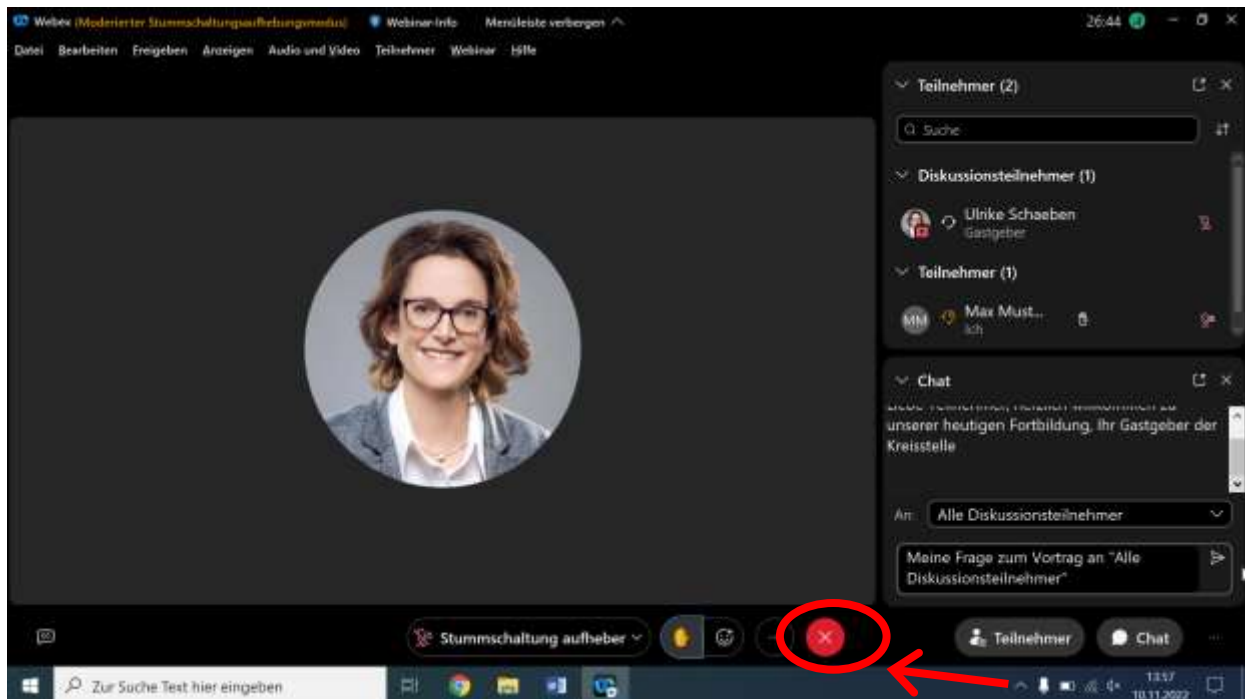 Webex (Moderierter Stummschaltungsaufhebungsmodus) Webinar-Info Menüleiste verbergen 26:44
Datei Bearbeiten Freigeben Anzeigen Audio und Video Teilnehmer Webinar Hilfe
Teilnehmer (2)
Suche
Diskussionsteilnehmer (1)
Ulrike Schaeben
Gastgeber
Teilnehmer (1)
MM Max Must...
Ich
Chat
unserer heutigen Fortbildung, Ihr Gastgeber der
Kreisstelle
An: Alle Diskussionsteilnehmer
Meine Frage zum Vortrag an "Alle
Diskussionsteilnehmer"
Stummschaltung aufheber Teilnehmer Chat
Zur Suche Text hier eingeben
13:57
10.11.2022